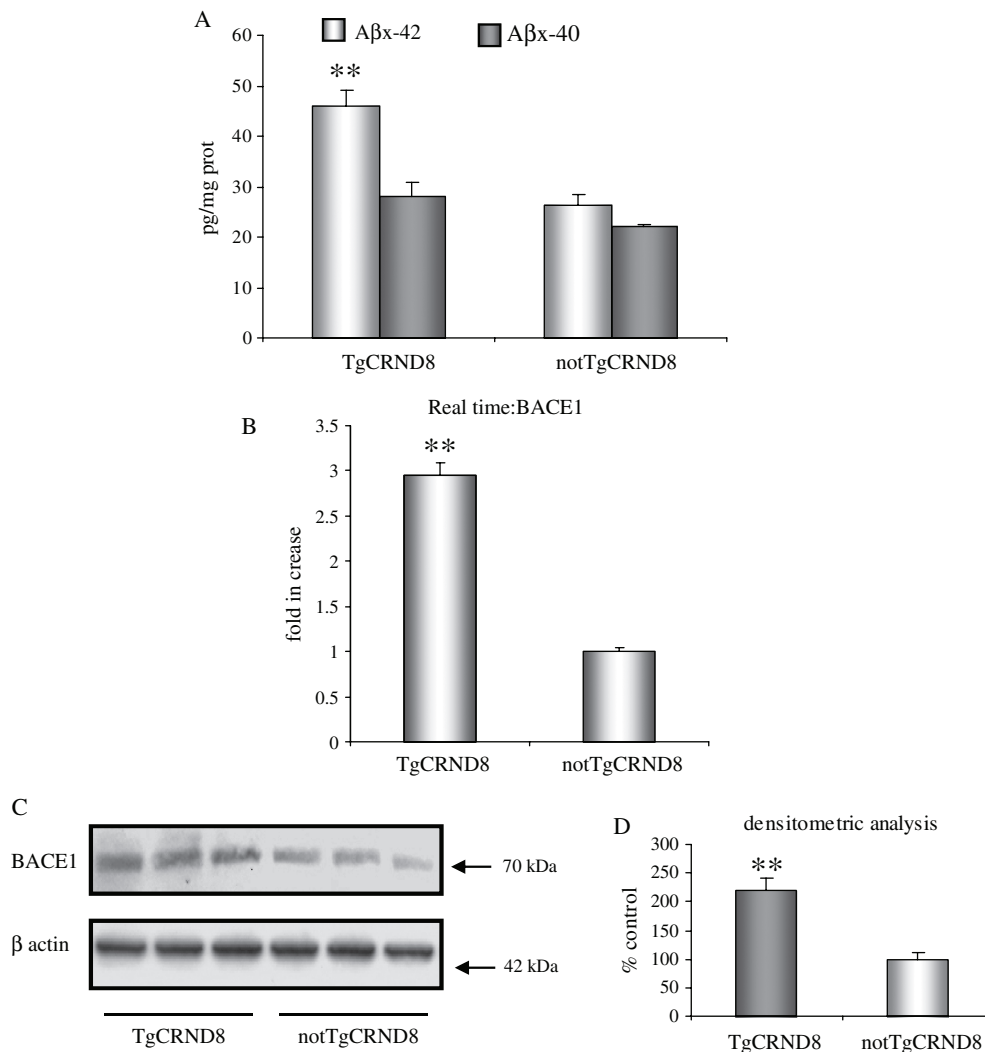 A
Aβx-42
Aβx-40
**
pg/mg prot
60
50
40
30
20
10
0
TgCRND8
notTgCRND8
B
Real time:BACE1
**
fold in crease
3.5
3
2.5
2
1.5
1
0.5
0
TgCRND8
notTgCRND8
C
BACE1
70 kDa
β actin
42 kDa
TgCRND8
notTgCRND8
D
densitometric analysis
**
% control
300
250
200
150
100
50
0
TgCRND8
notTgCRND8